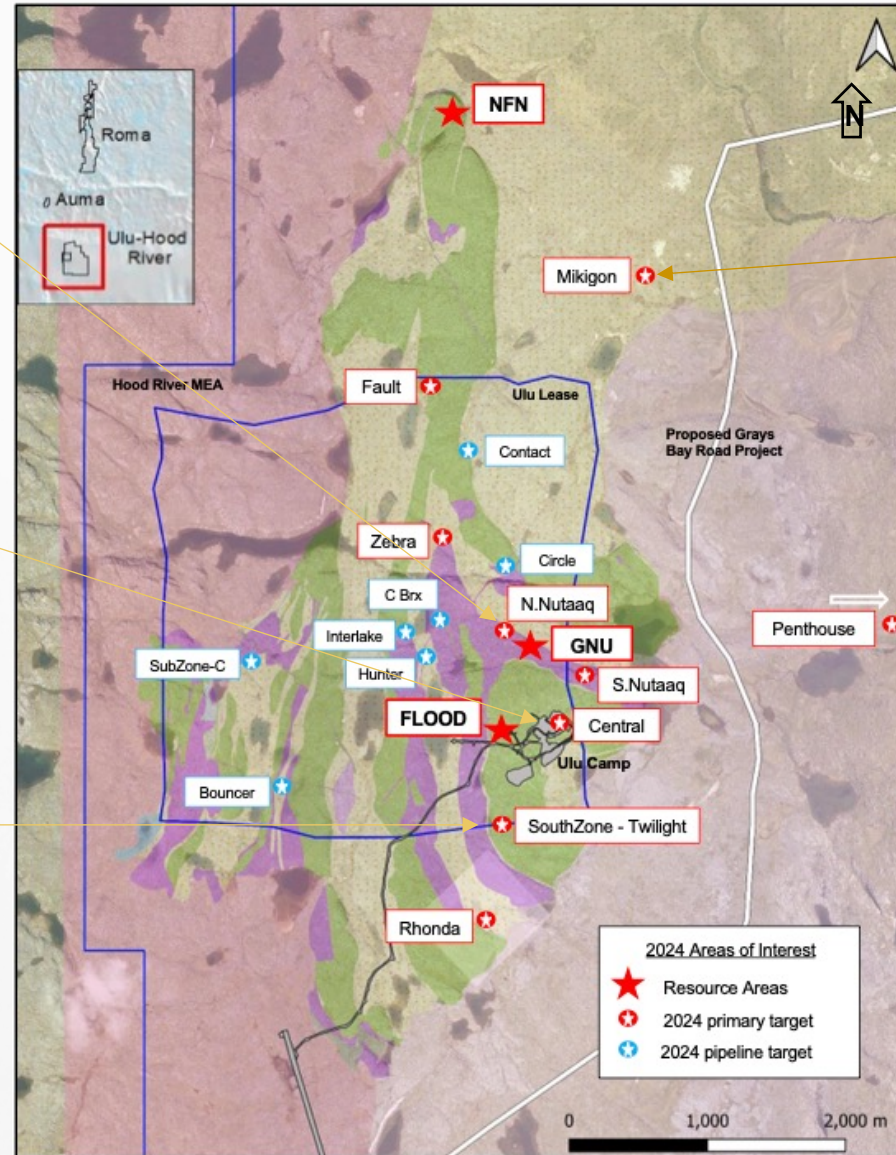 NFN
N
Roma
Auma
Ulu-Hood
River
Mikigon
Hood River MEA
Fault
Ulu Lease
Contact
Proposed Grays
Bay Road Project
Zebra
Circle
C Brx
N.Nutaaq
Interlake
GNU
Penthouse
SubZone-C
Hunter
S.Nutaaq
FLOOD
Central
Ulu Camp
Bouncer
SouthZone - Twilight
Rhonda
2024 Areas of Interest
Resource Areas
2024 primary target
2024 pipeline target
0 1,000 2,000 m